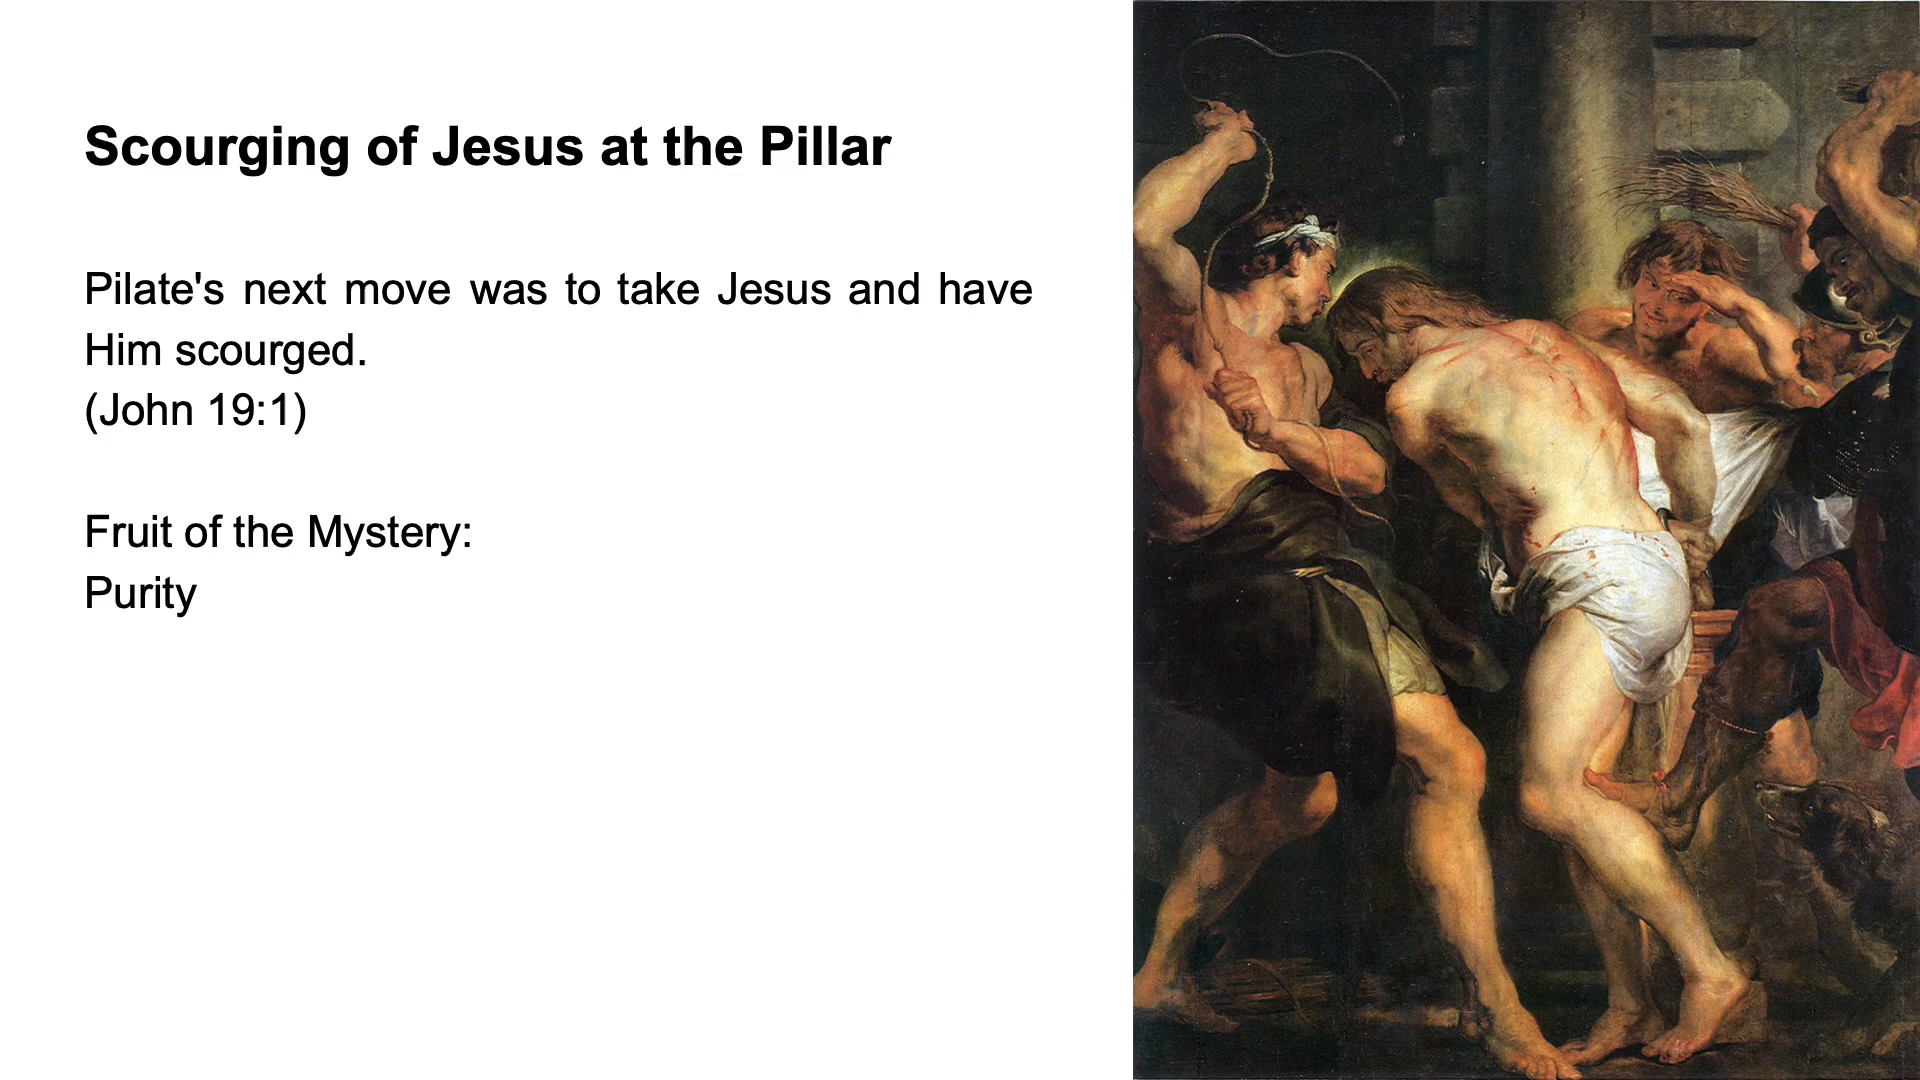 Scourging of Jesus at the Pillar
Pilate's next move was to take Jesus and have
Him scourged.
(John 19:1)
Fruit of the Mystery:
Purity